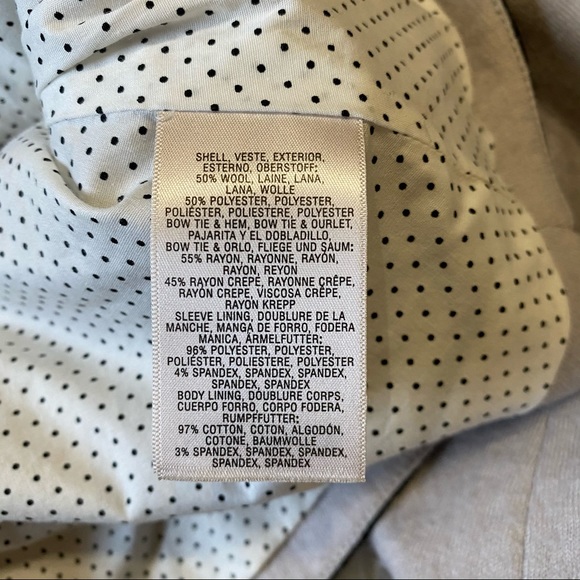 SHELL, VESTE, EXTERIOR,
ESTERNO, OBERSTOFF:
50% WOOL, LAINE, LANA,
LANA, WOLLE
50% POLYESTER, POLYESTER,
POLIÉSTER, POLIESTERE, POLYESTER
BOW TIE & HEM, BOW TIE & OURLET,
PAJARITA Y EL DOBLADILLO,
BOW TIE & ORLO, FLIEGE UND SAUM:
55% RAYON, RAYONNE, RAYÓN,
RAYON, REYON
45% RAYON CREPE, RAYONNE CRÊPE,
RAYÓN CREPE, VISCOSA CRÊPE,
RAYON KREPP
SLEEVE LINING, DOUBLURE DE LA
MANCHE, MANGA DE FORRO, FODERA
MÁNICA, ÄRMELFUTTER:
96% POLYESTER, POLYESTER,
POLIÉSTER, POLIESTERE, POLYESTER
4% SPANDEX, SPANDEX, SPANDEX,
SPANDEX, SPANDEX
BODY LINING, DOUBLURE CORPS,
CUERPO FORRO, CORPO FODERA,
RUMPFFUTTER:
97% COTTON, COTON, ALGODÓN,
COTONE, BAUMWOLLE
3% SPANDEX, SPANDEX, SPANDEX,
SPANDEX, SPANDEX